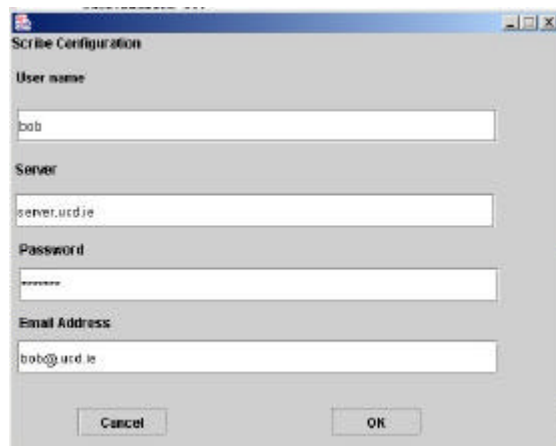 Scribe Configuration
User name
bob
Server
server.ucd.ie
Password
*******
Email Address
bob@ucd.ie
Cancel OK